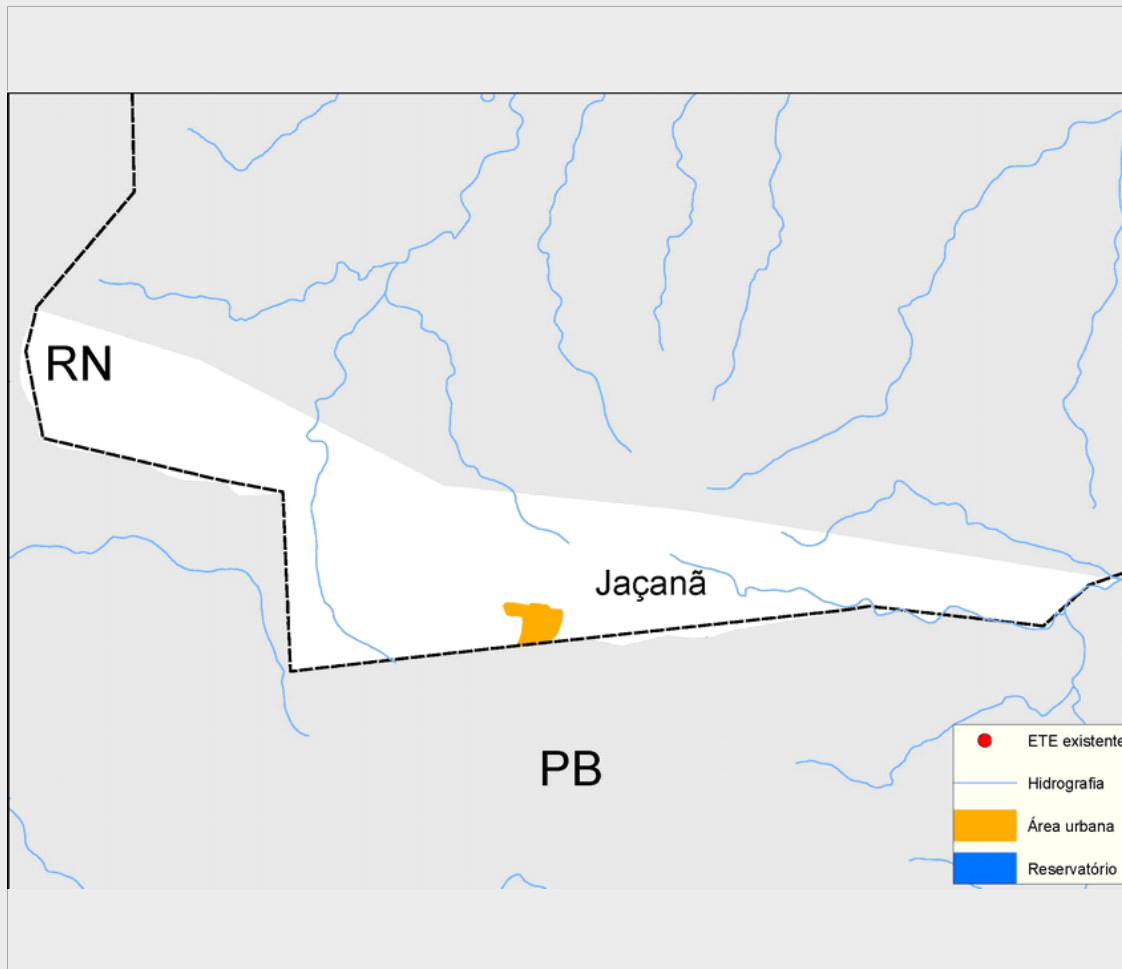 RN
Jaçanã
PB
ETE existente
Hidrografia
Área urbana
Reservatório